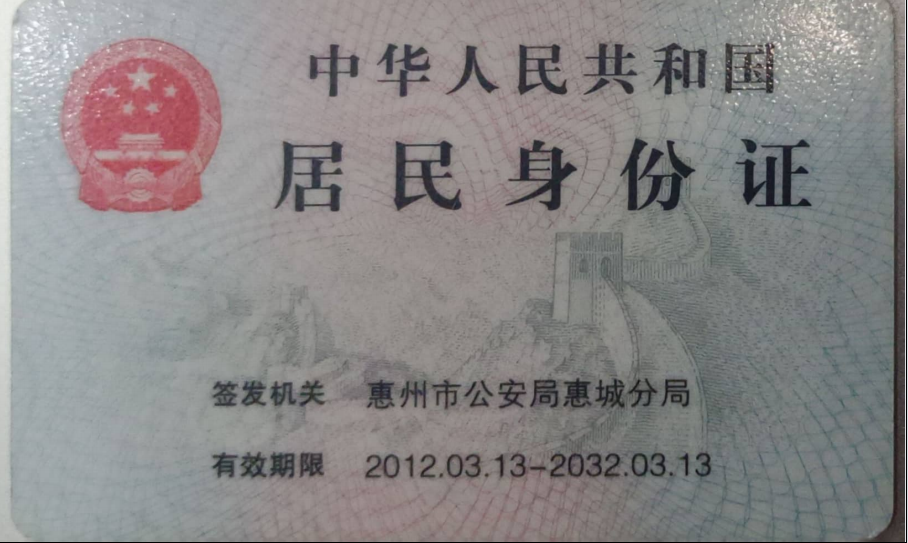 中华人民共和国
居民身份证
签发机关 惠州市公安局惠城分局
有效期限 2012.03.13-2032.03.13